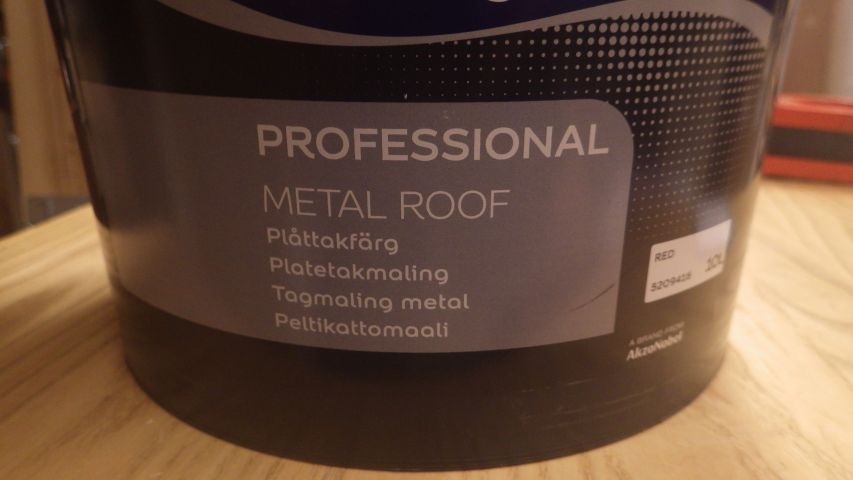 PROFESSIONAL
METAL ROOF
Plåttakfärg
Platetakmaling
Tagmaling metal
Peltikattomaali
RED
10L
5209418
A BRAND FROM
AkzoNobel